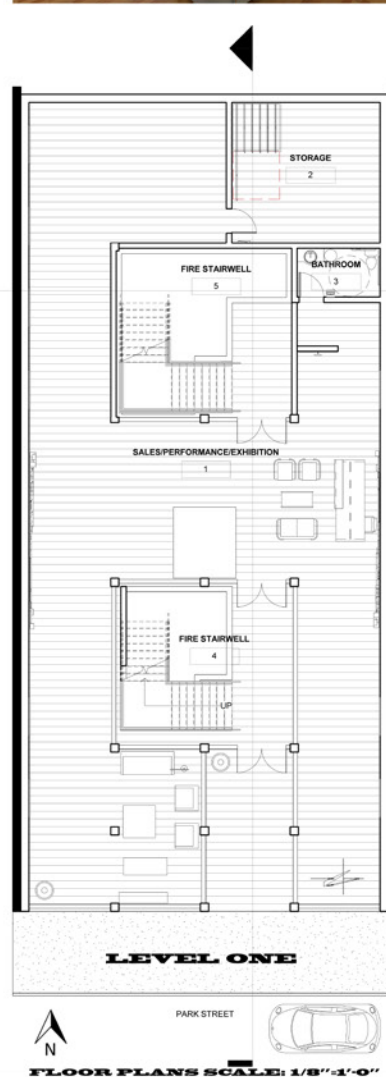 STORAGE
2
FIRE STAIRWELL
5
BATHROOM
3
SALES/PERFORMANCE/EXHIBITION
1
FIRE STAIRWELL
4
UP
LEVEL ONE
PARK STREET
N
FLOOR PLANS SCALE: 1/8"=1'-0"